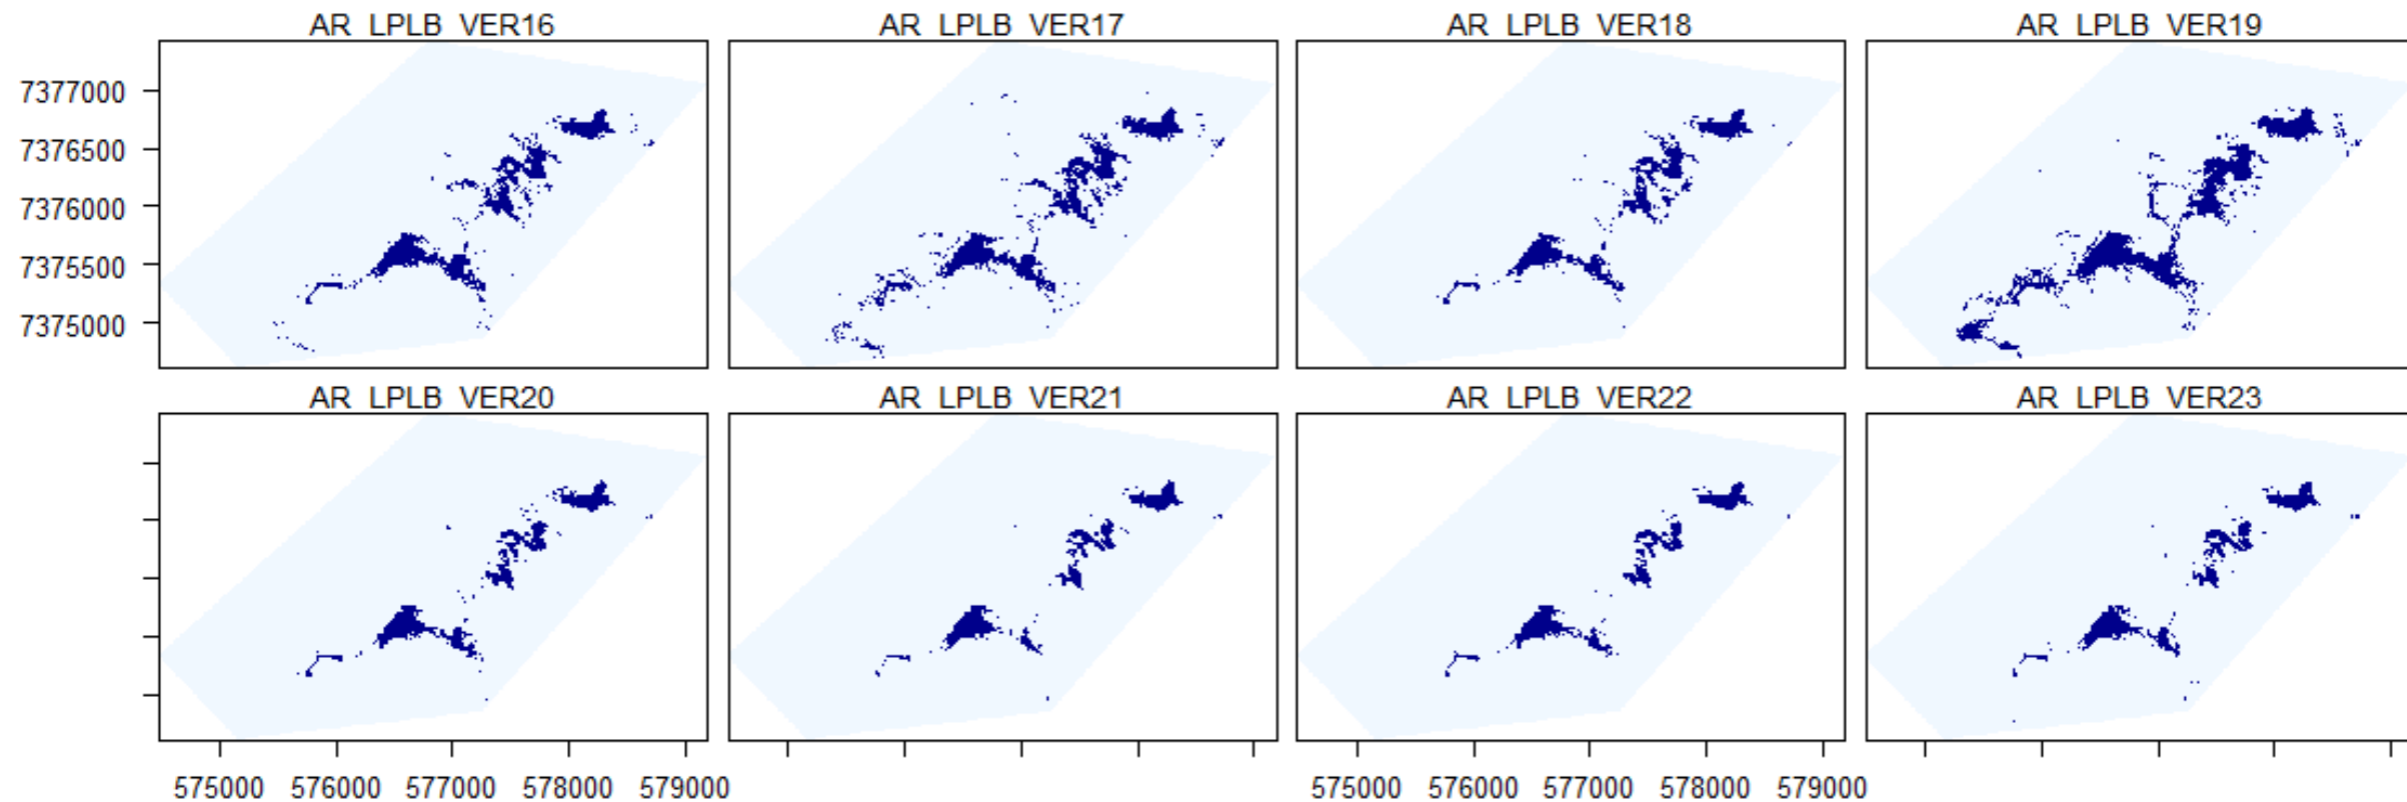 AR LPLB VER16 AR LPLB VER17 AR LPLB VER18 AR LPLB VER19
7377000
7376500
7376000
7375500
7375000
AR LPLB VER20 AR LPLB VER21 AR LPLB VER22 AR LPLB VER23
575000 576000 577000 578000 579000 575000 576000 577000 578000 579000